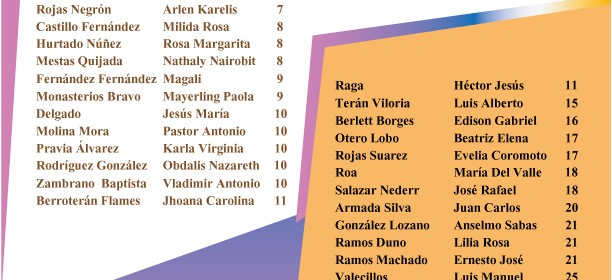 Rojas Negrón Arlen Karelis 7
Castillo Fernández Milida Rosa 8
Hurtado Núñez Rosa Margarita 8
Mestas Quijada Nathaly Nairobit 8
Fernández Fernández Magali 9
Monasterios Bravo Mayerling Paola 9
Delgado Jesús María 10
Molina Mora Pastor Antonio 10
Pravia Álvarez Karla Virginia 10
Rodríguez González Obdalis Nazareth 10
Zambrano Baptista Vladimir Antonio 10
Berroterán Flames Jhoana Carolina 11
Raga Héctor Jesús 11
Terán Viloria Luis Alberto 15
Berlett Borges Edison Gabriel 16
Otero Lobo Beatriz Elena 17
Rojas Suarez Evelia Coromoto 17
Roa María Del Valle 18
Salazar Nederr José Rafael 18
Armada Silva Juan Carlos 20
González Lozano Anselmo Sabas 21
Ramos Duno Lilia Rosa 21
Ramos Machado Ernesto José 21
Valecillos Luis Manuel 25